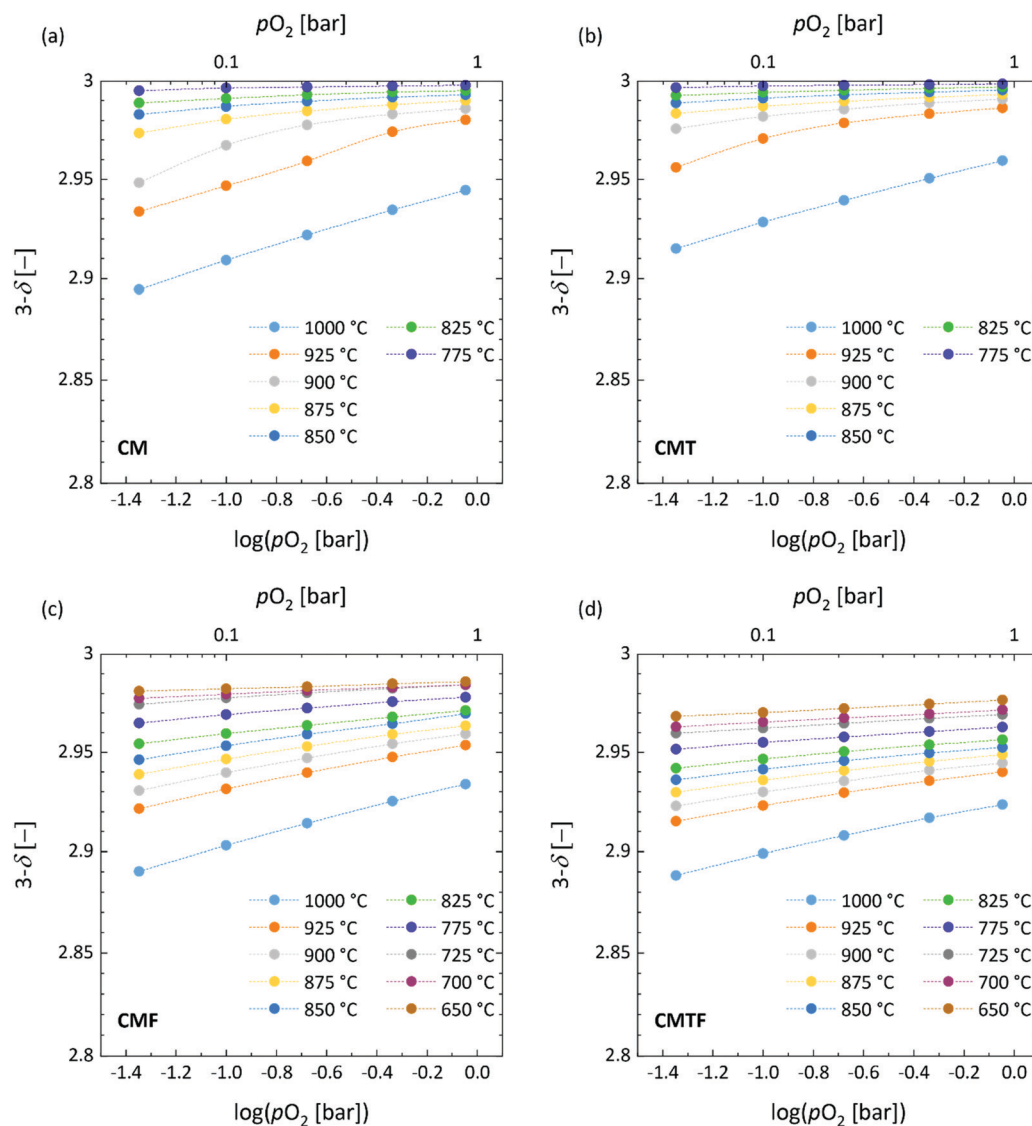 (a)
pO₂ [bar]
0.1 1
3
2.95
2.9
2.85
2.8
3-δ [–]
1000 °C 825 °C
925 °C 775 °C
900 °C
875 °C
850 °C
CM
-1.4 -1.2 -1.0 -0.8 -0.6 -0.4 -0.2 0.0
log(pO₂ [bar])
(b)
pO₂ [bar]
0.1 1
3
2.95
2.9
2.85
2.8
3-δ [–]
1000 °C 825 °C
925 °C 775 °C
900 °C
875 °C
850 °C
CMT
-1.4 -1.2 -1.0 -0.8 -0.6 -0.4 -0.2 0.0
log(pO₂ [bar])
(c)
pO₂ [bar]
0.1 1
3
2.95
2.9
2.85
2.8
3-δ [–]
1000 °C 825 °C
925 °C 775 °C
900 °C 725 °C
875 °C 700 °C
850 °C 650 °C
CMF
-1.4 -1.2 -1.0 -0.8 -0.6 -0.4 -0.2 0.0
log(pO₂ [bar])
(d)
pO₂ [bar]
0.1 1
3
2.95
2.9
2.85
2.8
3-δ [–]
1000 °C 825 °C
925 °C 775 °C
900 °C 725 °C
875 °C 700 °C
850 °C 650 °C
CMTF
-1.4 -1.2 -1.0 -0.8 -0.6 -0.4 -0.2 0.0
log(pO₂ [bar])